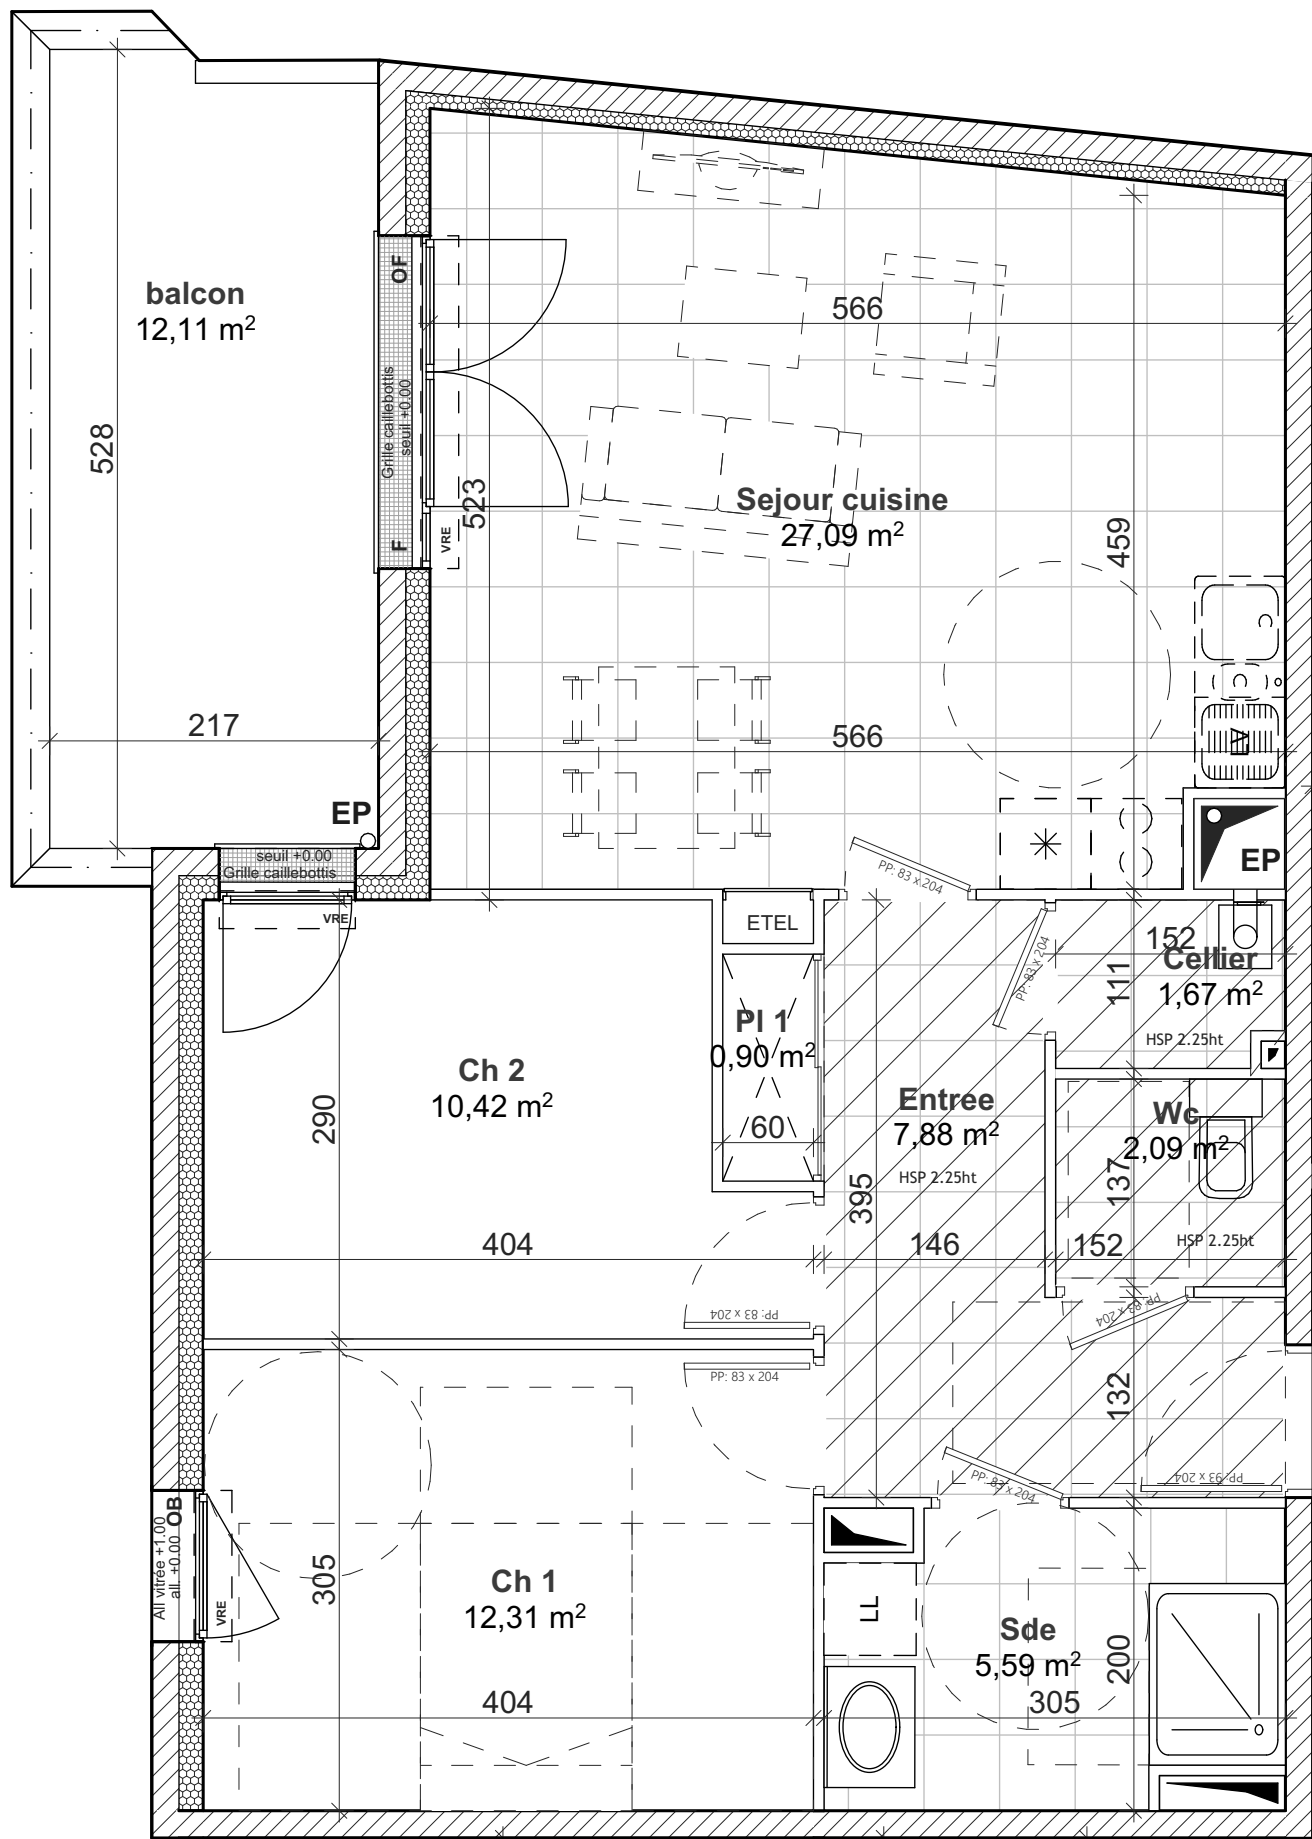 balcon
12,11 m²
528
217
EP
OF
Grille caillebottis
seuil +0.00
F
VRE
523
566
Sejour cuisine
27,09 m²
459
566
LV
EP
seuil +0.00
Grille caillebottis
VRE
PP: 83 x 204
ETEL
PP: 83 x 204
152
Cellier
1,67 m²
111
HSP 2.25ht
Pl 1
0,90 m²
60
Ch 2
10,42 m²
290
404
Entree
7,88 m²
HSP 2.25ht
395
146
Wc
2,09 m²
137
152
HSP 2.25ht
PP: 83 x 204
PP: 83 x 204
PP: 83 x 204
132
PP: 93 x 204
PP: 83 x 204
OB
All vitrée +1.00
all. +0.00
VRE
305
Ch 1
12,31 m²
404
LL
Sde
5,59 m²
200
305